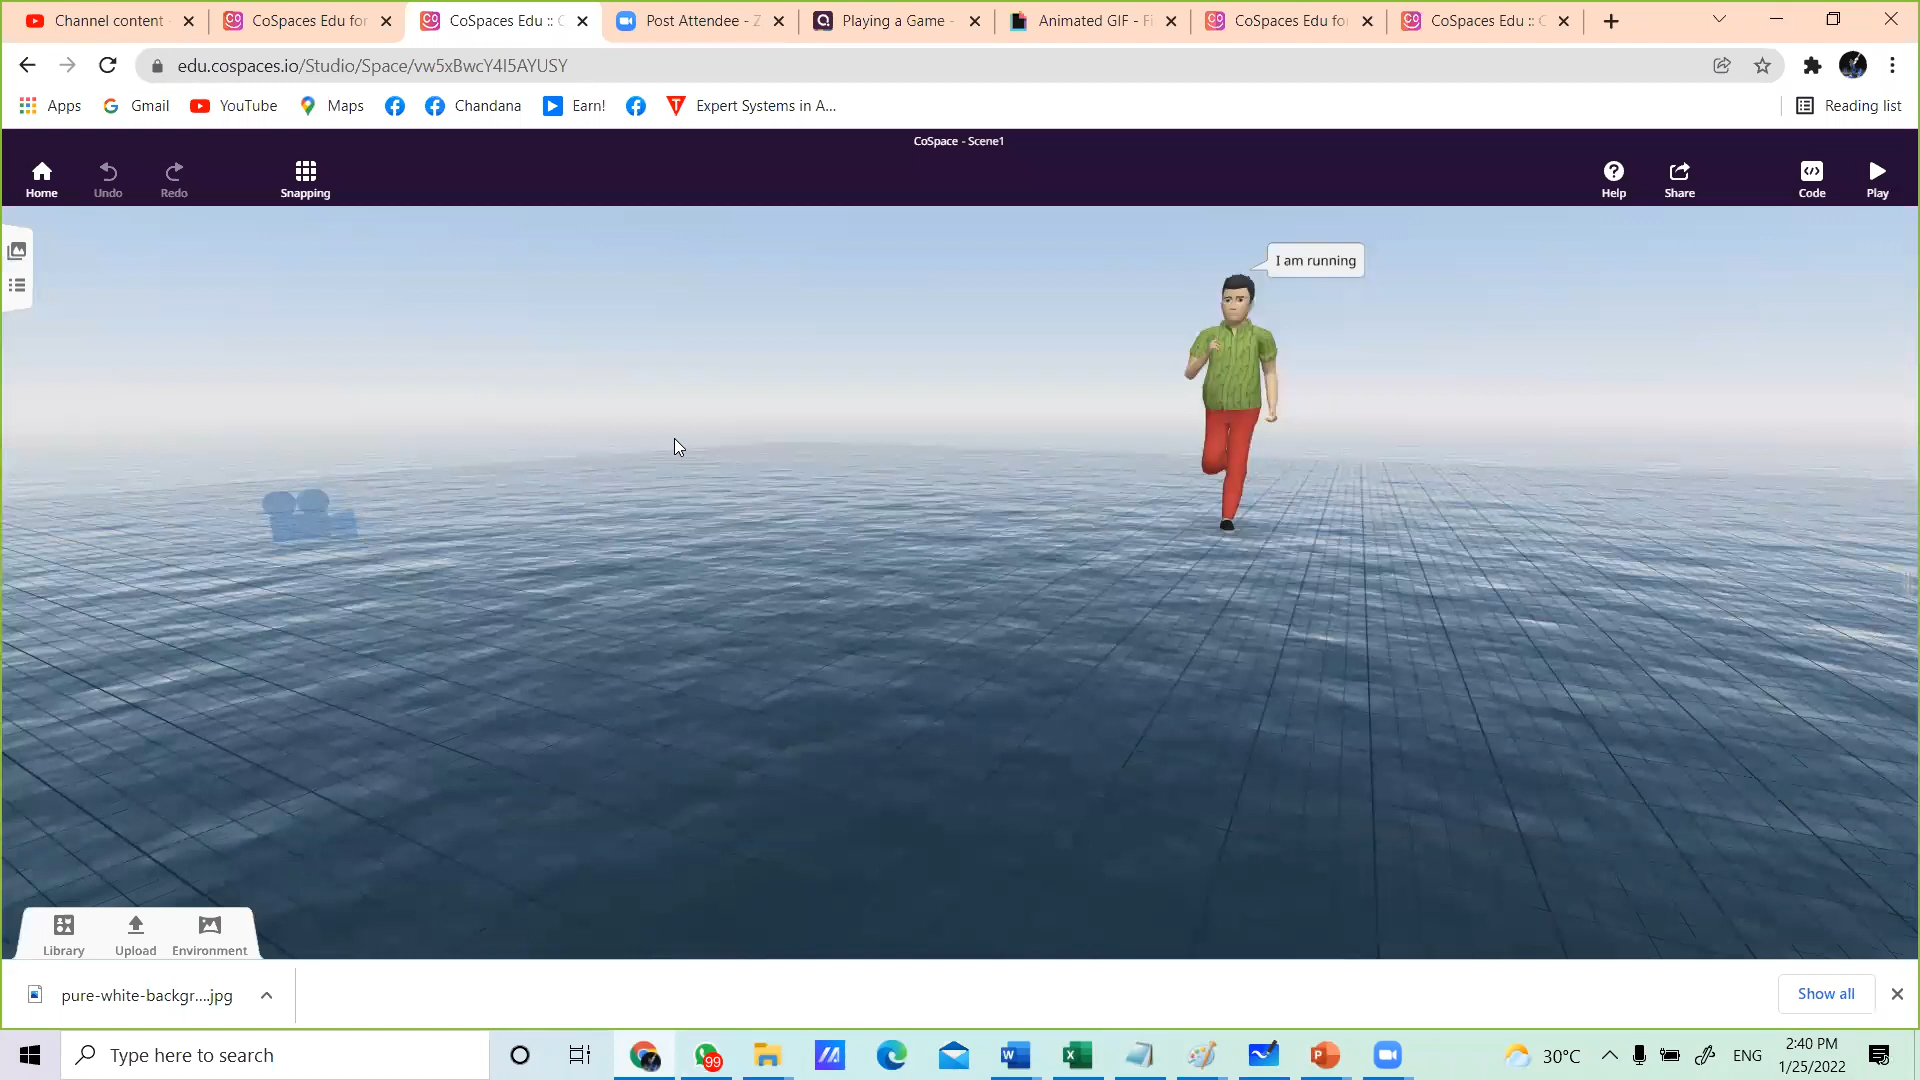 Channel content
CoSpaces Edu for
CoSpaces Edu :: C
Post Attendee - Z
Playing a Game -
Animated GIF - Fi
CoSpaces Edu fo
CoSpaces Edu :: C
edu.cospaces.io/Studio/Space/vw5xBwcY4I5AYUSY
Apps
Gmail
YouTube
Maps
Chandana
Earn!
Expert Systems in A...
Reading list
CoSpace - Scene1
Home
Undo
Redo
Snapping
Help
Share
Code
Play
I am running
Library
Upload
Environment
pure-white-backgr....jpg
Show all
Type here to search
99
30°C
ENG
2:40 PM
1/25/2022